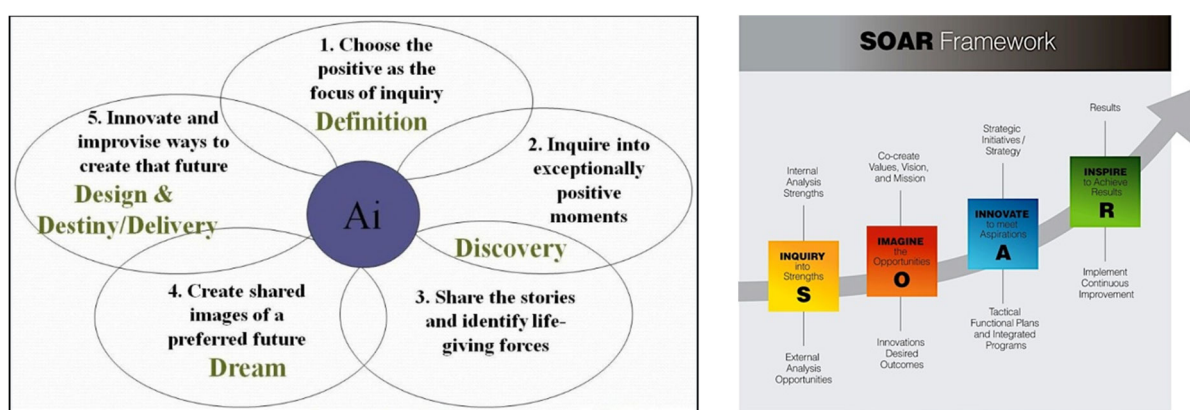 1. Choose the
positive as the
focus of inquiry
Definition
2. Inquire into
exceptionally
positive
moments
Discovery
3. Share the stories
and identify life-
giving forces
4. Create shared
images of a
preferred future
Dream
5. Innovate and
improvise ways to
create that future
Design &
Destiny/Delivery
Ai
SOAR Framework
Internal
Analysis
Strengths
INQUIRY
into
Strengths
S
External
Analysis
Opportunities
Co-create
Values, Vision,
and Mission
IMAGINE
the
Opportunities
O
Innovations
Desired
Outcomes
Strategic
Initiatives/
Strategy
INNOVATE
to meet
Aspirations
A
Tactical
Functional Plans
and Integrated
Programs
Results
INSPIRE
to Achieve
Results
R
Implement
Continuous
Improvement